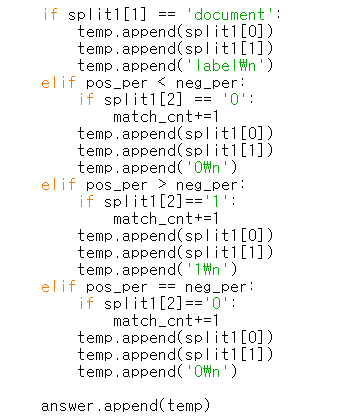 if split1[1] == 'document':
    temp.append(split1[0])
    temp.append(split1[1])
    temp.append('label₩n')
elif pos_per < neg_per:
    if split1[2] == '0':
        match_cnt+=1
    temp.append(split1[0])
    temp.append(split1[1])
    temp.append('0₩n')
elif pos_per > neg_per:
    if split1[2]=='1':
        match_cnt+=1
    temp.append(split1[0])
    temp.append(split1[1])
    temp.append('1₩n')
elif pos_per == neg_per:
    if split1[2]=='0':
        match_cnt+=1
    temp.append(split1[0])
    temp.append(split1[1])
    temp.append('0₩n')

answer.append(temp)